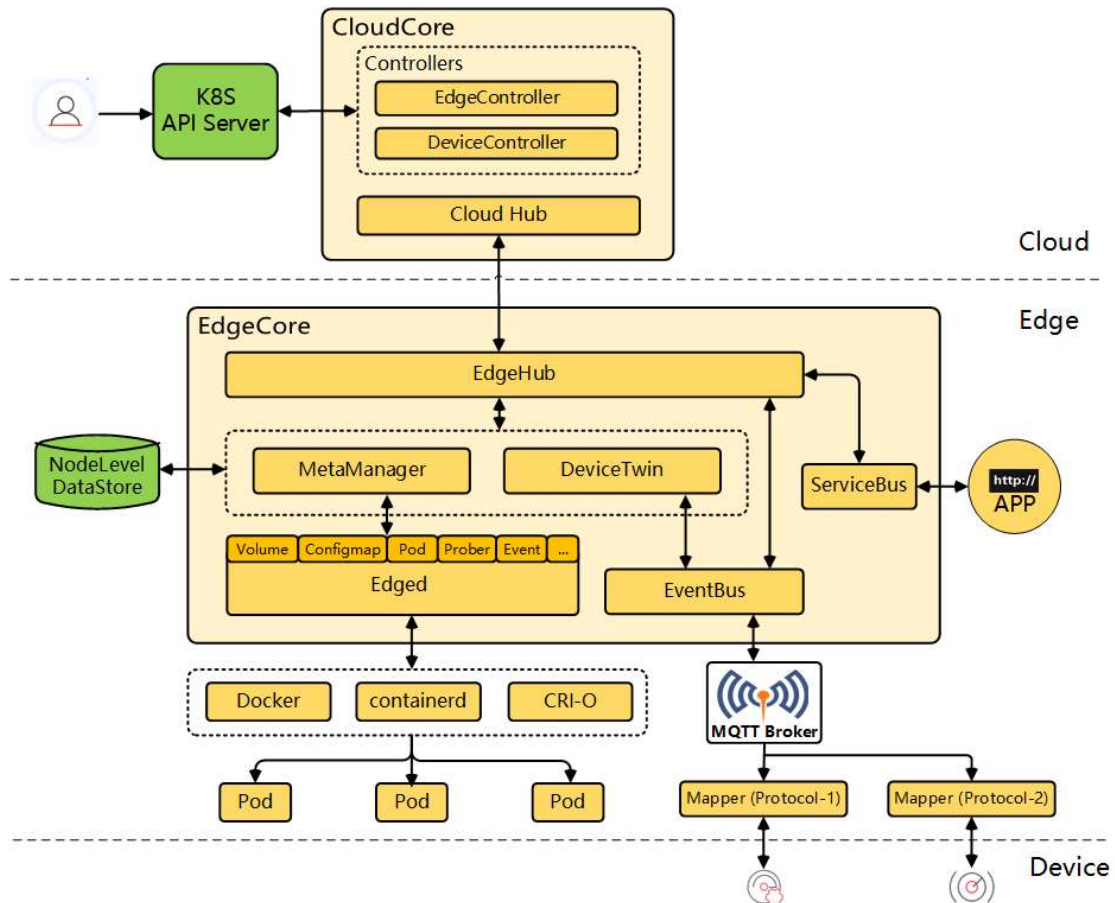 CloudCore
Controllers
EdgeController
DeviceController
K8S
API Server
Cloud Hub
Cloud
Edge
EdgeCore
EdgeHub
NodeLevel
DataStore
MetaManager
DeviceTwin
ServiceBus
http://
APP
Volume
Configmap
Pod
Prober
Event
...
Edged
EventBus
Docker
containerd
CRI-O
MQTT Broker
Pod
Pod
Pod
Mapper (Protocol-1)
Mapper (Protocol-2)
Device